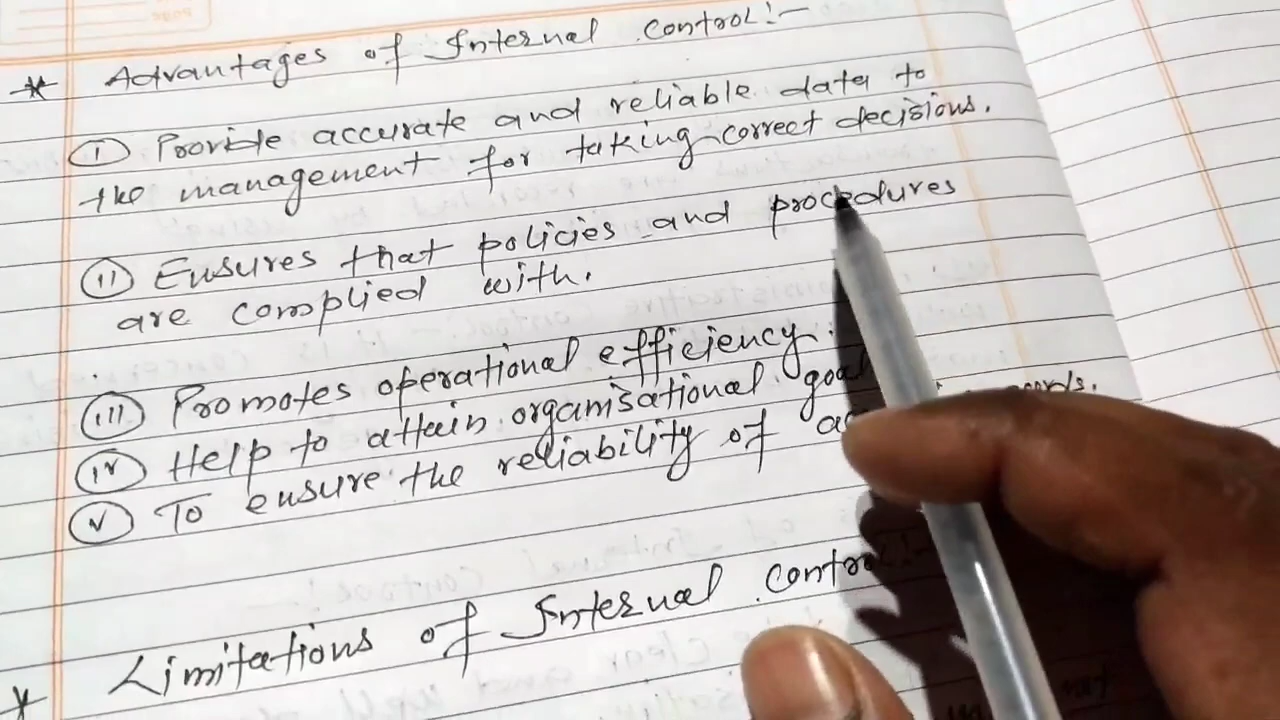 * Advantages of Internal Control:-
(I) Provide accurate and reliable data to
the management for taking correct decisions.
(II) Ensures that policies and procedures
are complied with.
(III) Promotes operational efficiency.
(IV) Help to attain organisational goal
(V) To ensure the reliability of
* Limitations of Internal Control:-